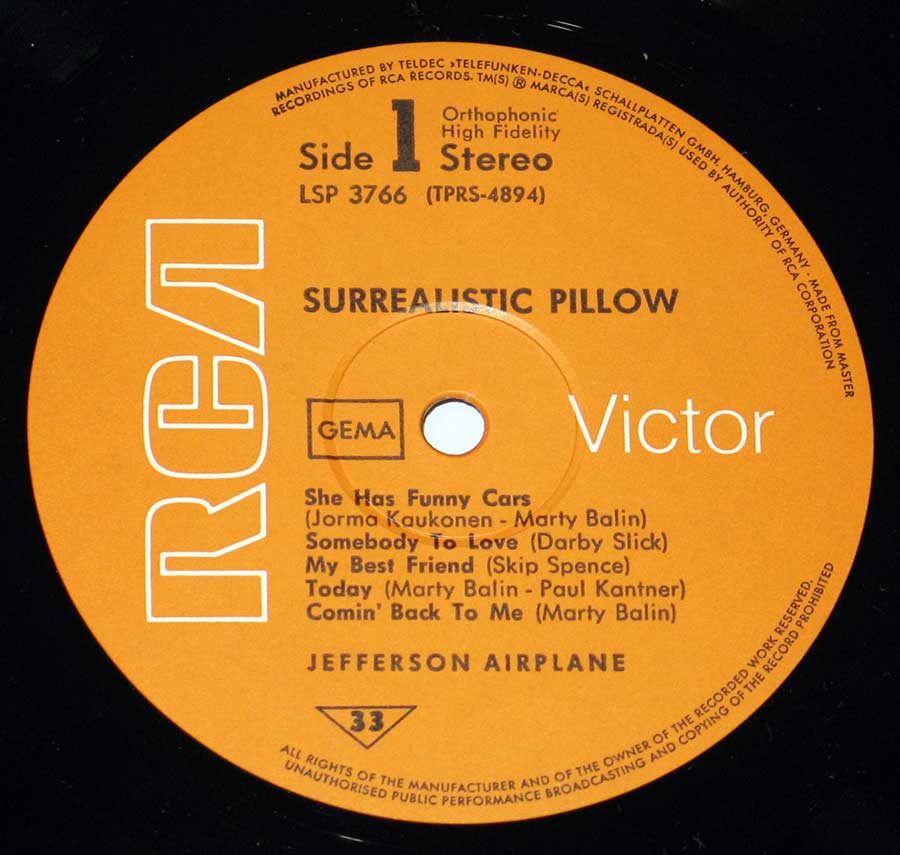 MANUFACTURED BY TELDEC »TELEFUNKEN-DECCA« SCHALLPLATTEN GMBH, HAMBURG, GERMANY · MADE FROM MASTER
RECORDINGS OF RCA RECORDS. TM(S) ® MARCA(S) REGISTRADA(S) USED BY AUTHORITY OF RCA CORPORATION
Side 1
Orthophonic
High Fidelity
Stereo
LSP 3766 (TPRS-4894)
RCA
SURREALISTIC PILLOW
GEMA
Victor
She Has Funny Cars
(Jorma Kaukonen - Marty Balin)
Somebody To Love (Darby Slick)
My Best Friend (Skip Spence)
Today (Marty Balin - Paul Kantner)
Comin' Back To Me (Marty Balin)
JEFFERSON AIRPLANE
33
ALL RIGHTS OF THE MANUFACTURER AND OF THE OWNER OF THE RECORDED WORK RESERVED.
UNAUTHORISED PUBLIC PERFORMANCE BROADCASTING AND COPYING OF THE RECORD PROHIBITED